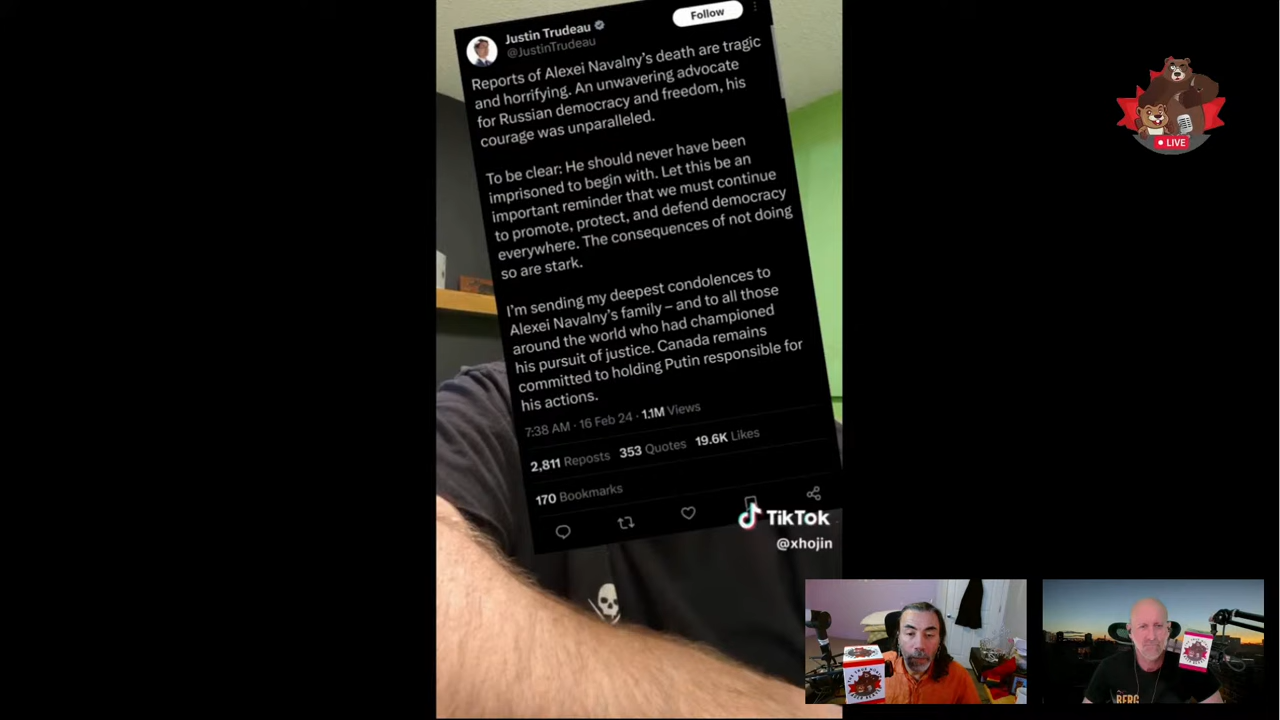 Justin Trudeau
@JustinTrudeau
Follow
Reports of Alexei Navalny's death are tragic
and horrifying. An unwavering advocate
for Russian democracy and freedom, his
courage was unparalleled.
To be clear: He should never have been
imprisoned to begin with. Let this be an
important reminder that we must continue
to promote, protect, and defend democracy
everywhere. The consequences of not doing
so are stark.
I'm sending my deepest condolences to
Alexei Navalny's family – and to all those
around the world who had championed
his pursuit of justice. Canada remains
committed to holding Putin responsible for
his actions.
7:38 AM · 16 Feb 24 · 1.1M Views
2,811 Reposts 353 Quotes 19.6K Likes
170 Bookmarks
TikTok
@xhojin
LIVE
BERG